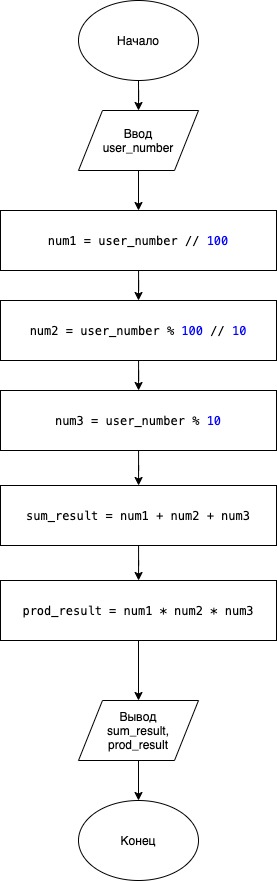 Начало
Ввод
user_number
num1 = user_number // 100
num2 = user_number % 100 // 10
num3 = user_number % 10
sum_result = num1 + num2 + num3
prod_result = num1 * num2 * num3
Вывод
sum_result,
prod_result
Конец